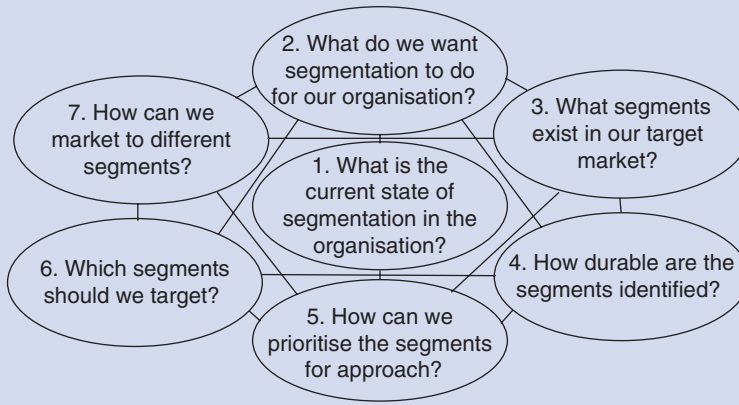 2. What do we want
segmentation to do
for our organisation?
7. How can we
market to different
segments?
3. What segments
exist in our target
market?
1. What is the
current state of
segmentation in the
organisation?
6. Which segments
should we target?
4. How durable are the
segments identified?
5. How can we
prioritise the segments
for approach?